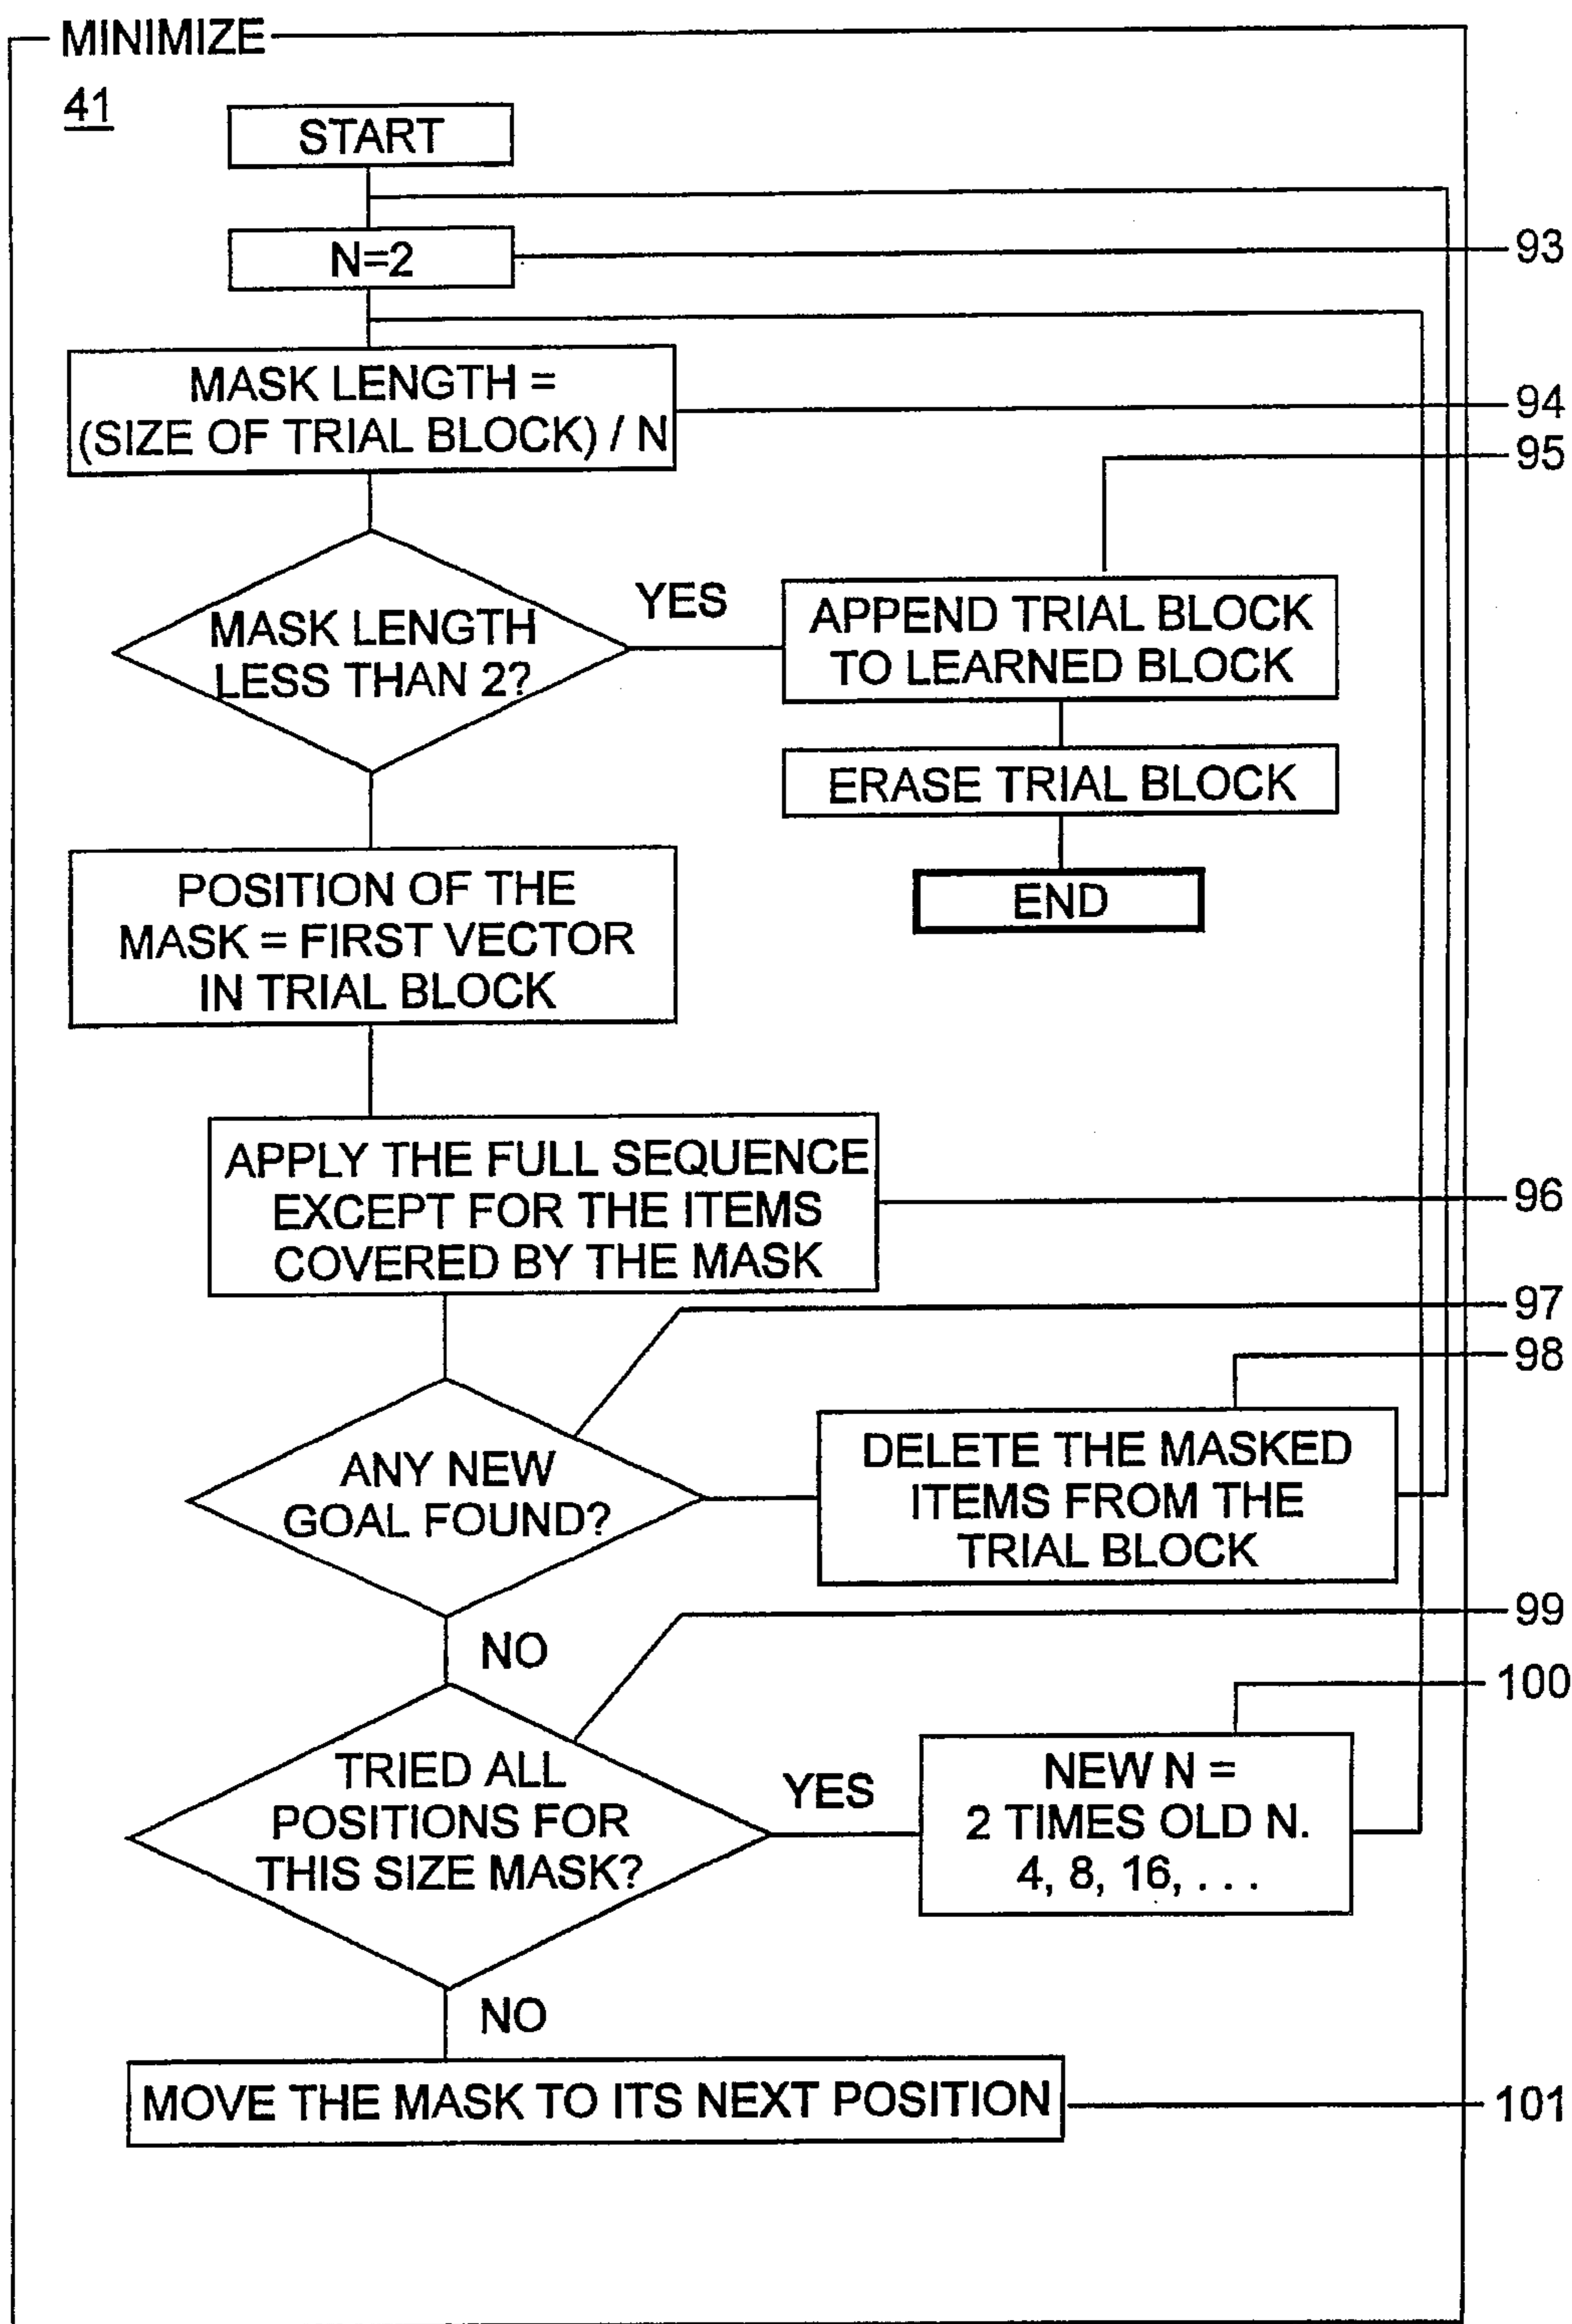 MINIMIZE
41
START
N=2
93
MASK LENGTH =
(SIZE OF TRIAL BLOCK) / N
94
95
MASK LENGTH
LESS THAN 2?
YES
APPEND TRIAL BLOCK
TO LEARNED BLOCK
ERASE TRIAL BLOCK
END
POSITION OF THE
MASK = FIRST VECTOR
IN TRIAL BLOCK
APPLY THE FULL SEQUENCE
EXCEPT FOR THE ITEMS
COVERED BY THE MASK
96
97
98
ANY NEW
GOAL FOUND?
DELETE THE MASKED
ITEMS FROM THE
TRIAL BLOCK
NO
99
100
TRIED ALL
POSITIONS FOR
THIS SIZE MASK?
YES
NEW N =
2 TIMES OLD N.
4, 8, 16, . . .
NO
MOVE THE MASK TO ITS NEXT POSITION
101